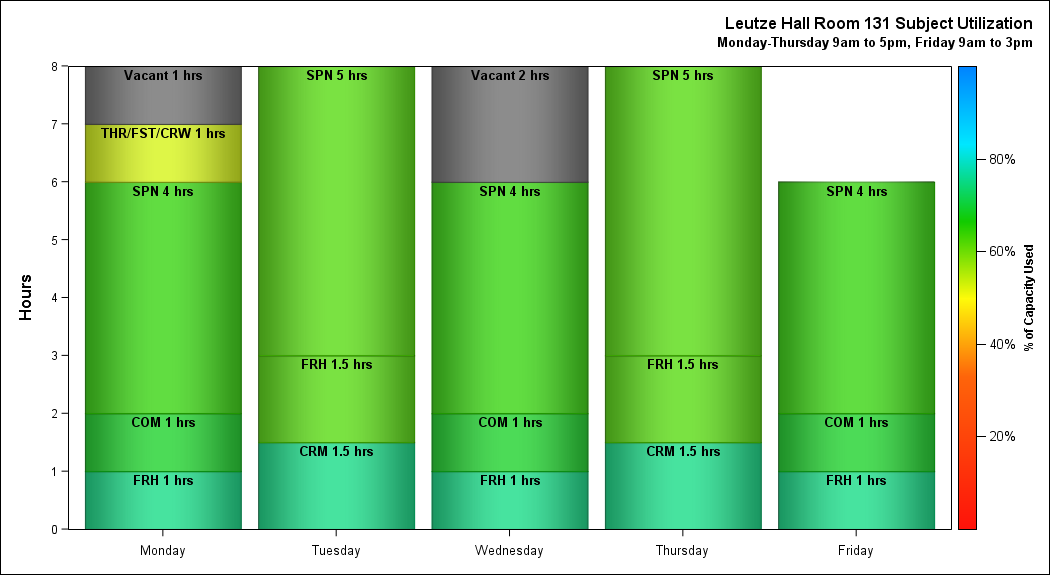 Leutze Hall Room 131 Subject Utilization
Monday-Thursday 9am to 5pm, Friday 9am to 3pm
Hours
8
7
6
5
4
3
2
1
0
Vacant 1 hrs
THR/FST/CRW 1 hrs
SPN 4 hrs
COM 1 hrs
FRH 1 hrs
SPN 5 hrs
FRH 1.5 hrs
CRM 1.5 hrs
Vacant 2 hrs
SPN 4 hrs
COM 1 hrs
FRH 1 hrs
SPN 5 hrs
FRH 1.5 hrs
CRM 1.5 hrs
SPN 4 hrs
COM 1 hrs
FRH 1 hrs
Monday
Tuesday
Wednesday
Thursday
Friday
80%
60%
40%
20%
% of Capacity Used